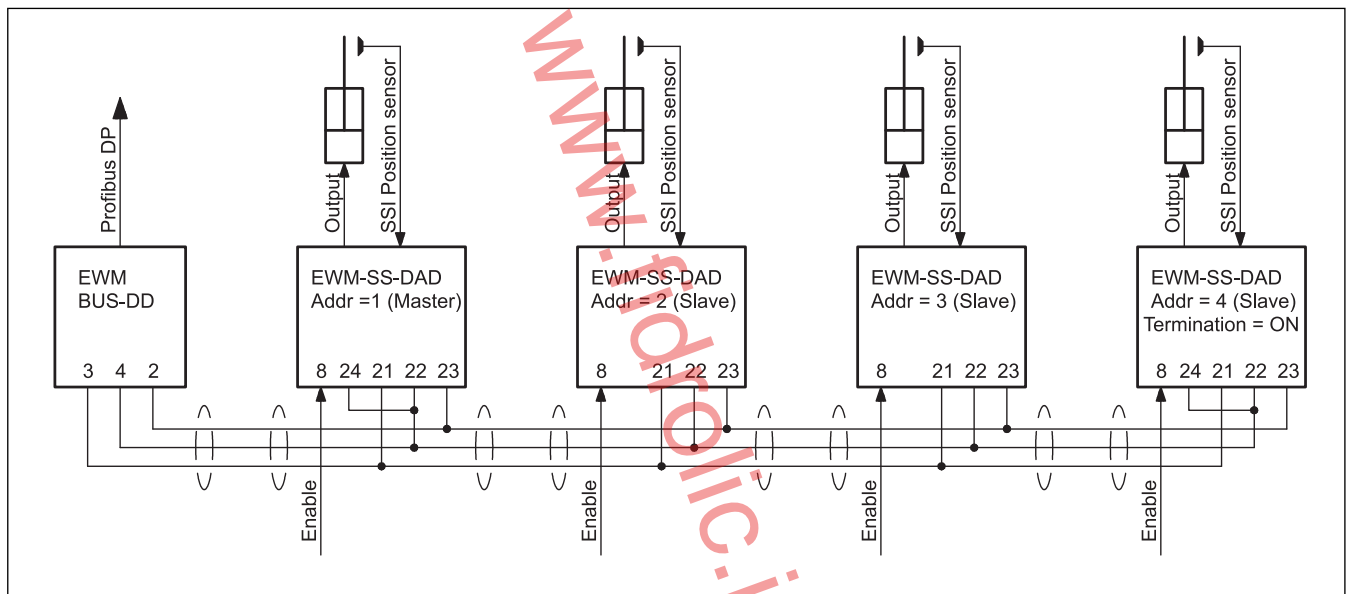 Profibus DP
EWM
BUS-DD
3 4 2
Output
SSI Position sensor
EWM-SS-DAD
Addr =1 (Master)
8 24 21 22 23
Enable
Output
SSI Position sensor
EWM-SS-DAD
Addr = 2 (Slave)
8 21 22 23
Enable
Output
SSI Position sensor
EWM-SS-DAD
Addr = 3 (Slave)
8 21 22 23
Enable
Output
SSI Position sensor
EWM-SS-DAD
Addr = 4 (Slave)
Termination = ON
8 24 21 22 23
Enable
www.fidrolic.i